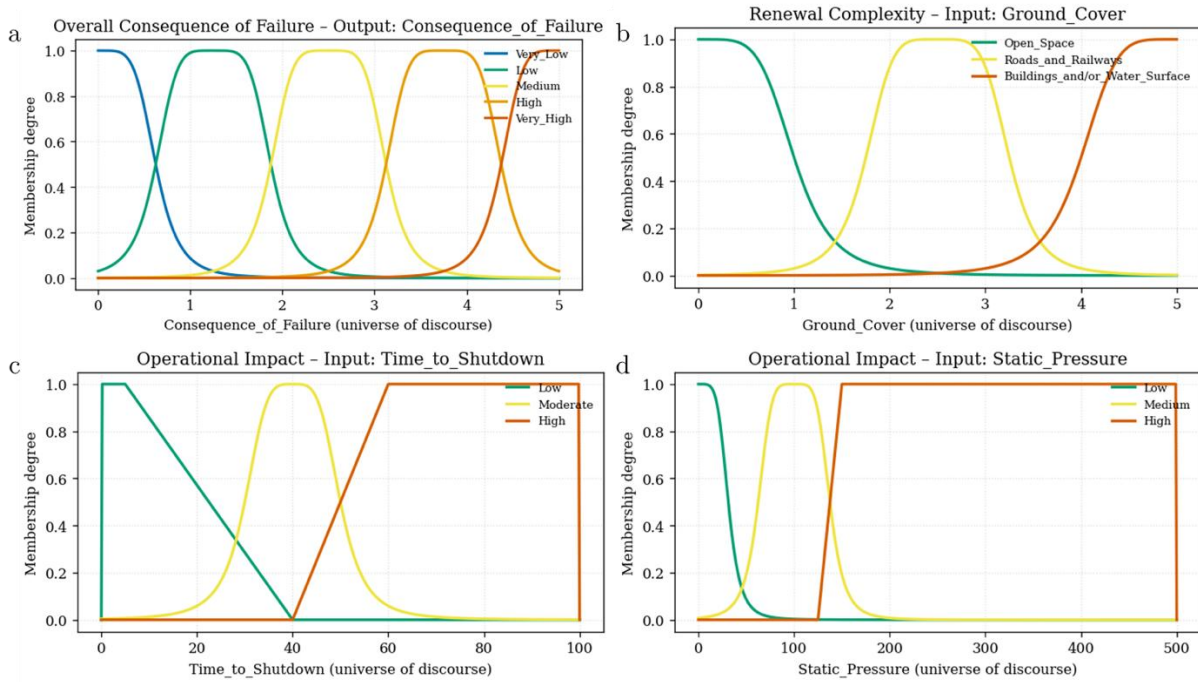 a
Overall Consequence of Failure – Output: Consequence_of_Failure
Membership degree
1.0
0.8
0.6
0.4
0.2
0.0
Very_Low
Low
Medium
High
Very_High
0
1
2
3
4
5
Consequence_of_Failure (universe of discourse)
b
Renewal Complexity – Input: Ground_Cover
Membership degree
1.0
0.8
0.6
0.4
0.2
0.0
Open_Space
Roads_and_Railways
Buildings_and/or_Water_Surface
0
1
2
3
4
5
Ground_Cover (universe of discourse)
c
Operational Impact – Input: Time_to_Shutdown
Membership degree
1.0
0.8
0.6
0.4
0.2
0.0
Low
Moderate
High
0
20
40
60
80
100
Time_to_Shutdown (universe of discourse)
d
Operational Impact – Input: Static_Pressure
Membership degree
1.0
0.8
0.6
0.4
0.2
0.0
Low
Medium
High
0
100
200
300
400
500
Static_Pressure (universe of discourse)